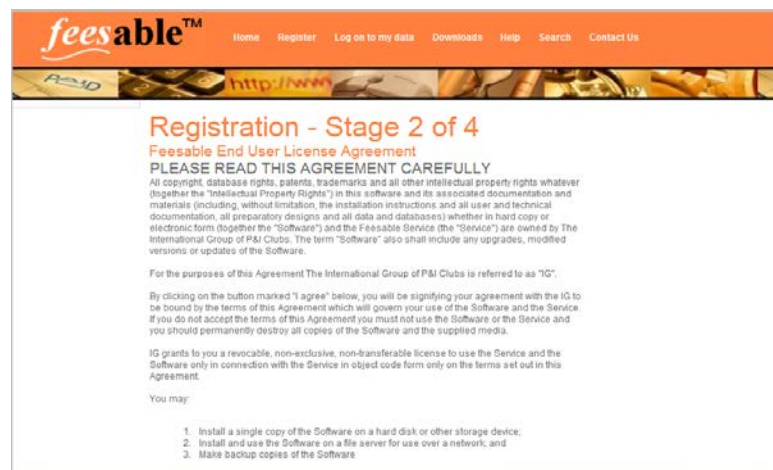 feesable™
Home Register Log on to my data Downloads Help Search Contact Us
PAID
http://www
Registration - Stage 2 of 4
Feesable End User License Agreement
PLEASE READ THIS AGREEMENT CAREFULLY
All copyright, database rights, patents, trademarks and all other intellectual property rights whatever
(together the "Intellectual Property Rights") in this software and its associated documentation and
materials (including, without limitation, the installation instructions and all user and technical
documentation, all preparatory designs and all data and databases) whether in hard copy or
electronic form (together the "Software") and the Feesable Service (the "Service") are owned by The
International Group of P&I Clubs. The term "Software" also shall include any upgrades, modified
versions or updates of the Software.
For the purposes of this Agreement The International Group of P&I Clubs is referred to as "IG".
By clicking on the button marked "I agree" below, you will be signifying your agreement with the IG to
be bound by the terms of this Agreement which will govern your use of the Software and the Service.
If you do not accept the terms of this Agreement you must not use the Software or the Service and
you should permanently destroy all copies of the Software and the supplied media.
IG grants to you a revocable, non-exclusive, non-transferable license to use the Service and the
Software only in connection with the Service in object code form only on the terms set out in this
Agreement.
You may:
1. Install a single copy of the Software on a hard disk or other storage device;
2. Install and use the Software on a file server for use over a network; and
3. Make backup copies of the Software